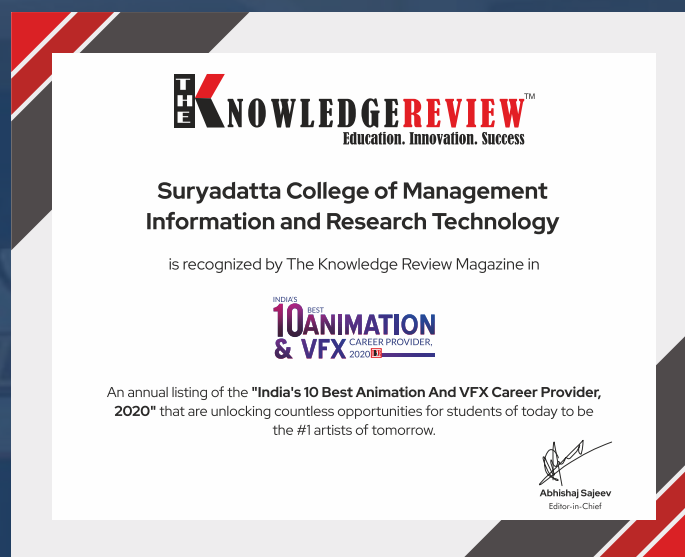 THE KNOWLEDGEREVIEW™
Education. Innovation. Success
Suryadatta College of Management
Information and Research Technology
is recognized by The Knowledge Review Magazine in
INDIA'S
10 BEST ANIMATION
& VFX CAREER PROVIDER,
2020
An annual listing of the "India's 10 Best Animation And VFX Career Provider,
2020" that are unlocking countless opportunities for students of today to be
the #1 artists of tomorrow.
Abhishaj Sajeev
Editor-in-Chief